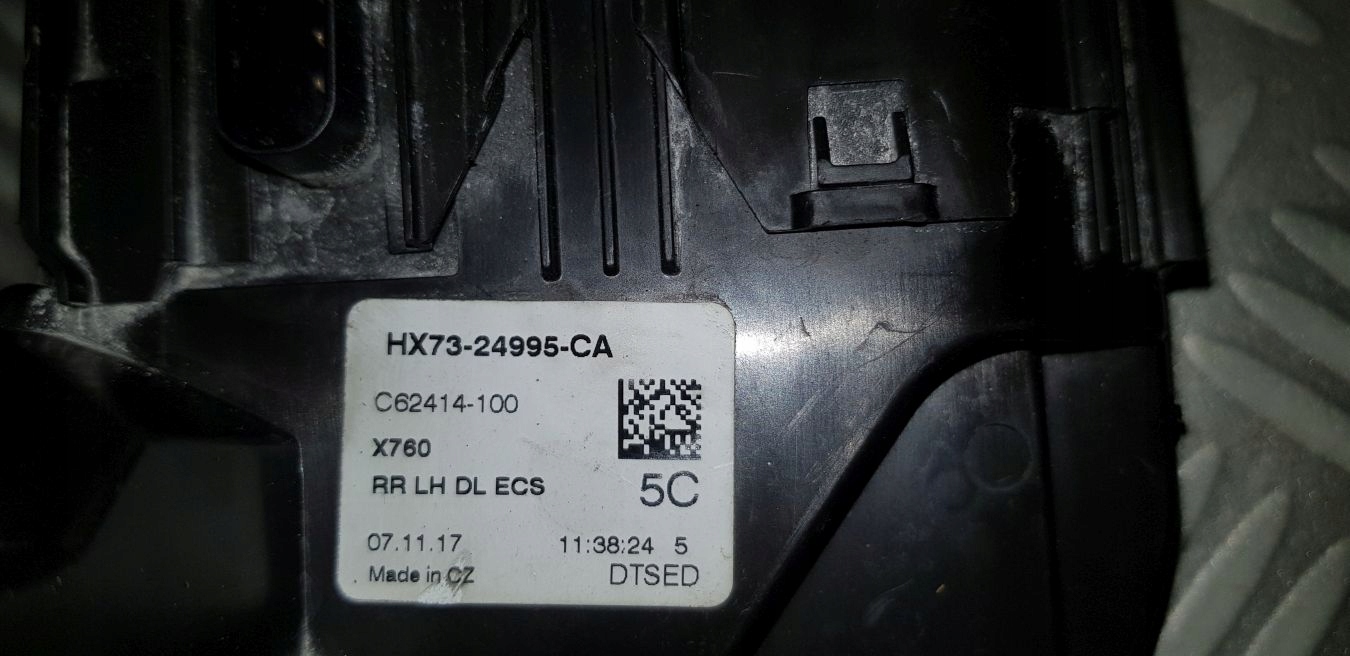 HX73-24995-CA
C62414-100
X760
RR LH DL ECS
5C
07.11.17 11:38:24 5
Made in CZ DTSED